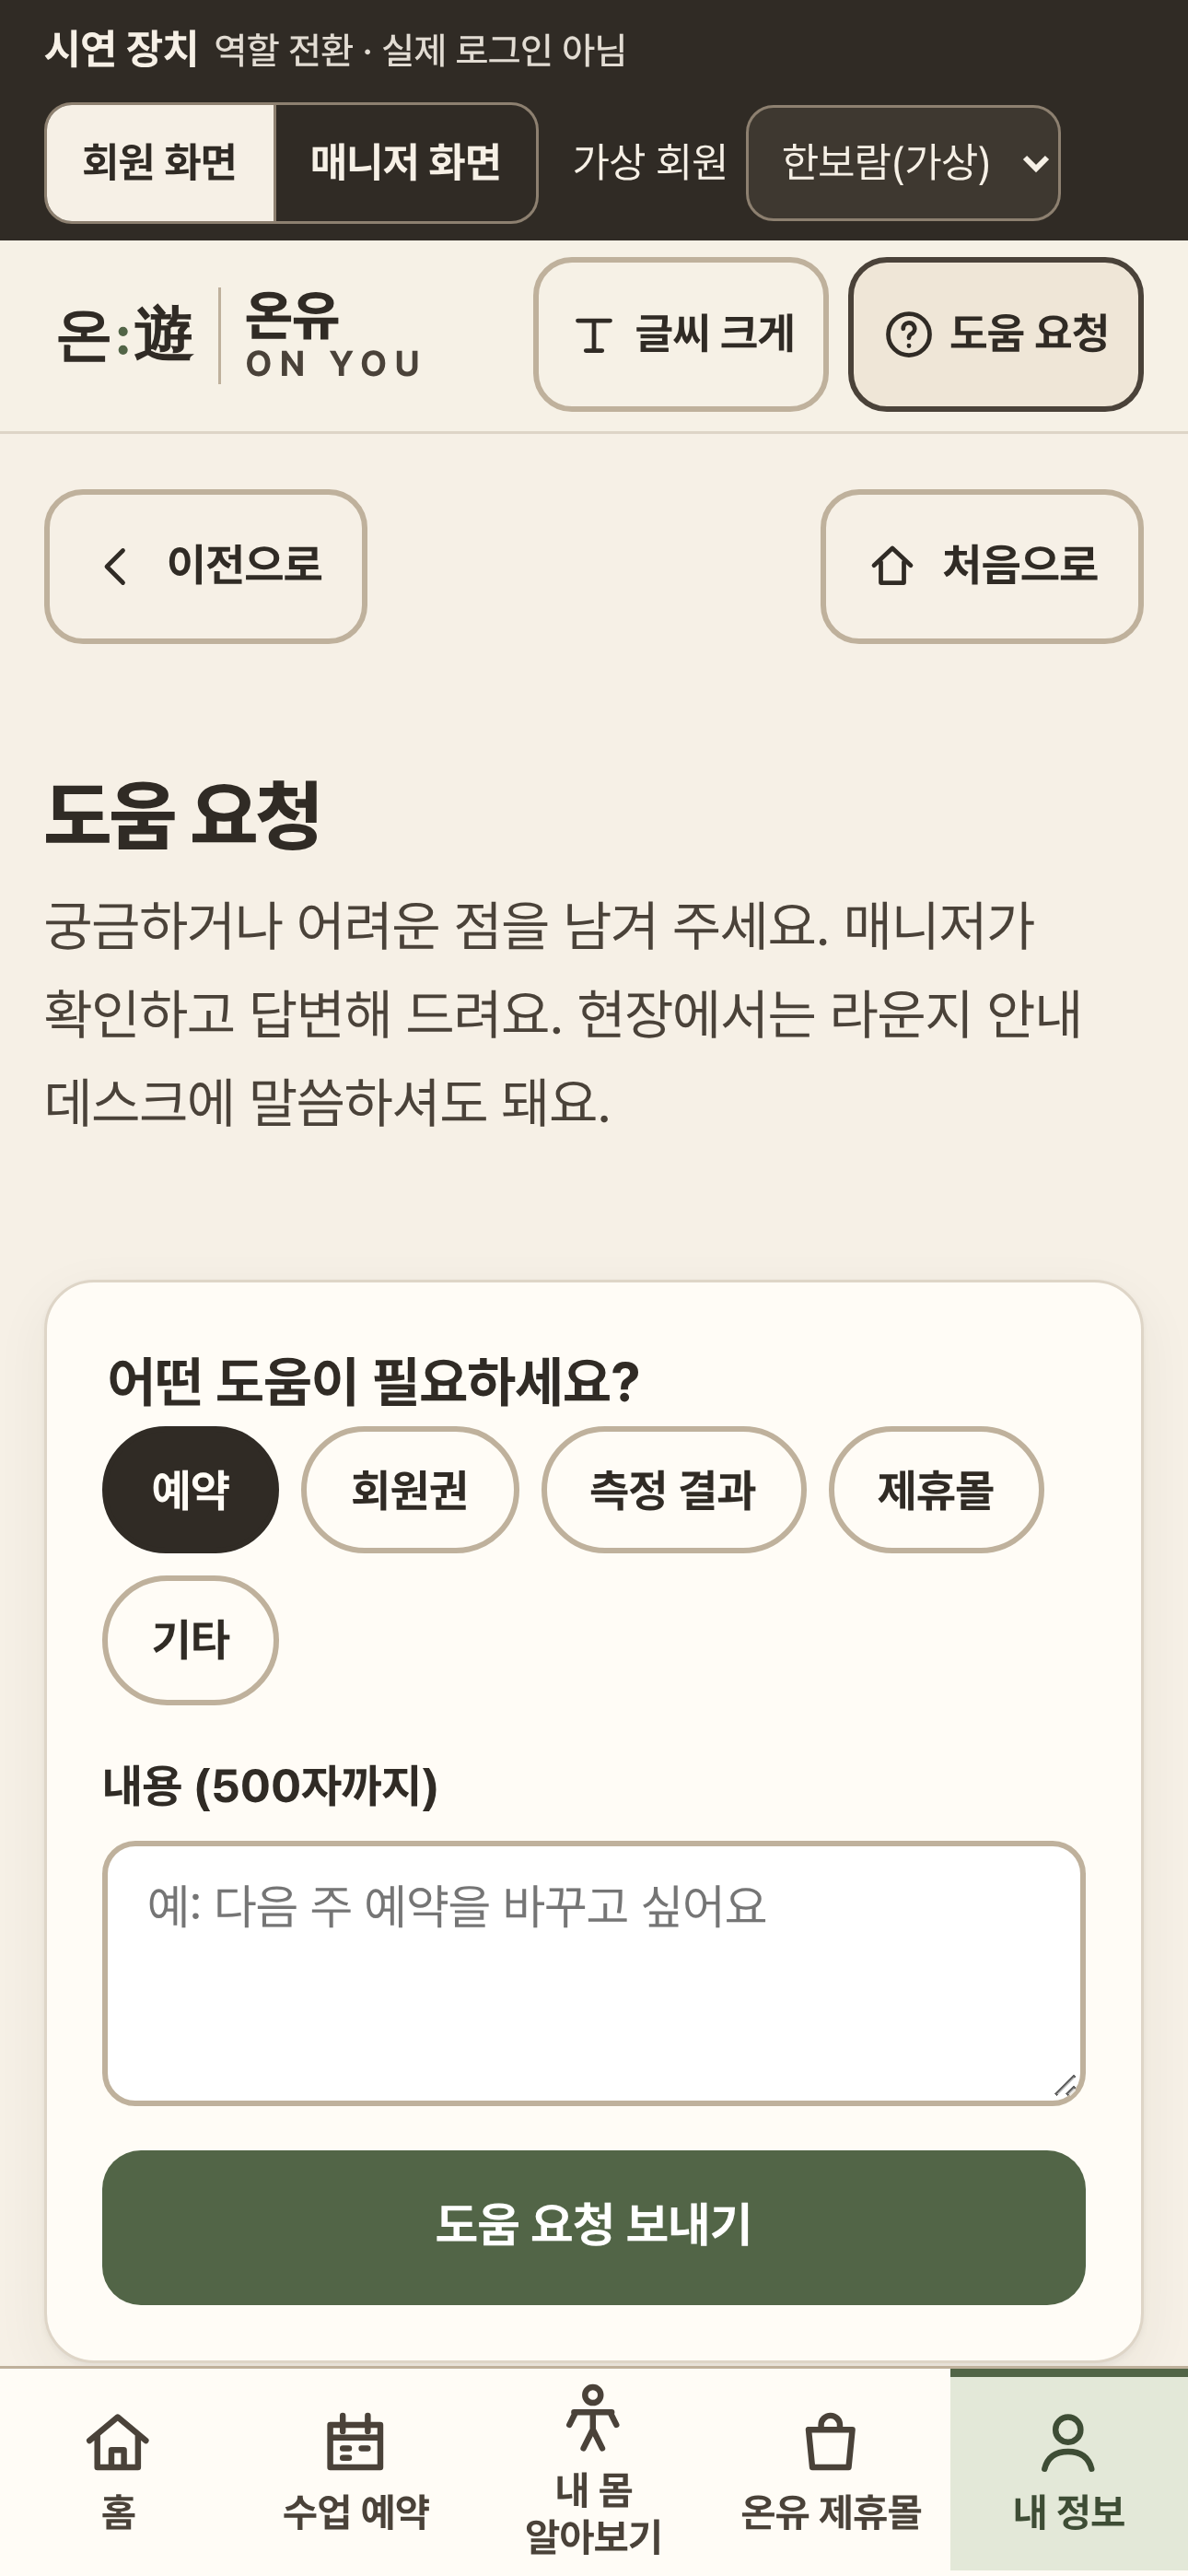 시연 장치 역할 전환 · 실제 로그인 아님
회원 화면 매니저 화면 가상 회원 한보람(가상)
온:遊 온유 글씨 크게 도움 요청
ON YOU
이전으로 처음으로
도움 요청
궁금하거나 어려운 점을 남겨 주세요. 매니저가
확인하고 답변해 드려요. 현장에서는 라운지 안내
데스크에 말씀하셔도 돼요.
어떤 도움이 필요하세요?
예약 회원권 측정 결과 제휴몰
기타
내용 (500자까지)
예: 다음 주 예약을 바꾸고 싶어요
도움 요청 보내기
홈 수업 예약 내 몸 온유 제휴몰 내 정보
알아보기